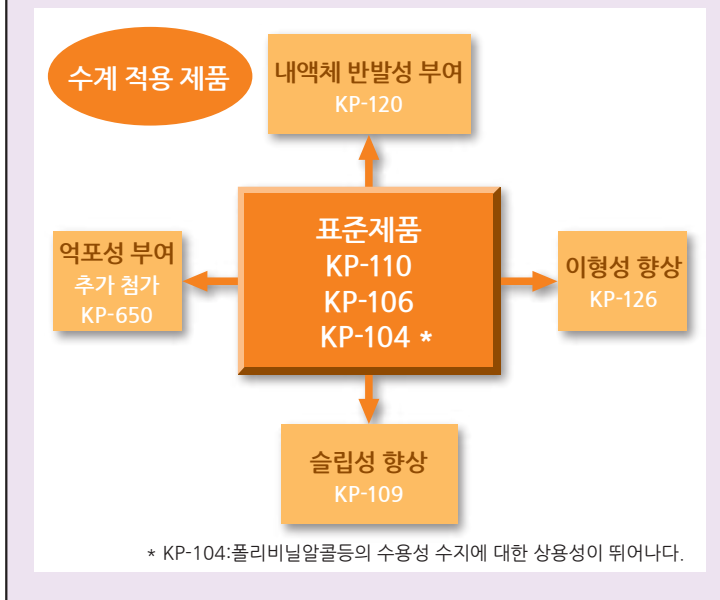 수계 적용 제품
내액체 반발성 부여
KP-120
억포성 부여
추가 첨가
KP-650
표준제품
KP-110
KP-106
KP-104 *
이형성 향상
KP-126
슬립성 향상
KP-109
* KP-104:폴리비닐알콜등의 수용성 수지에 대한 상용성이 뛰어나다.